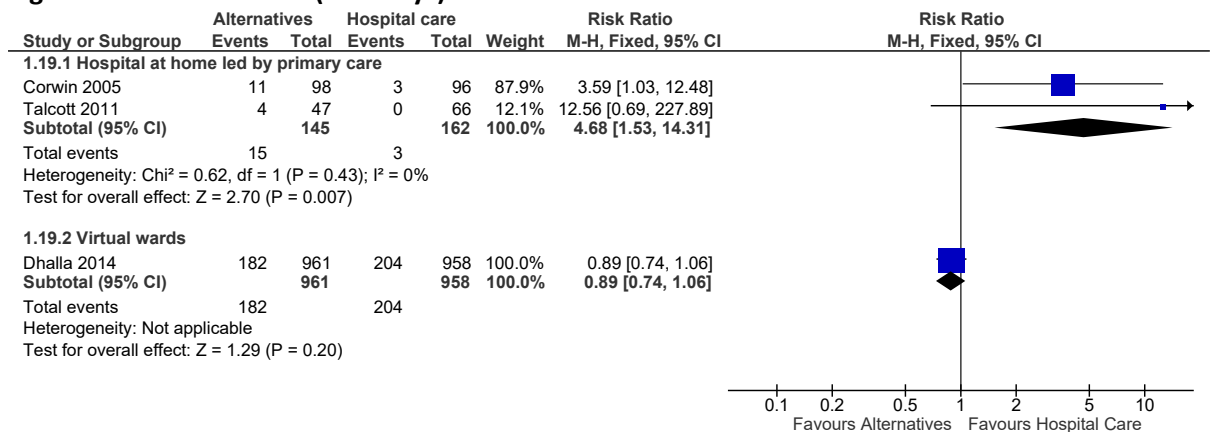 Alternatives Hospital care Risk Ratio Risk Ratio
Study or Subgroup Events Total Events Total Weight M-H, Fixed, 95% CI M-H, Fixed, 95% CI
1.19.1 Hospital at home led by primary care
Corwin 2005 11 98 3 96 87.9% 3.59 [1.03, 12.48]
Talcott 2011 4 47 0 66 12.1% 12.56 [0.69, 227.89]
Subtotal (95% CI) 145 162 100.0% 4.68 [1.53, 14.31]
Total events 15 3
Heterogeneity: Chi² = 0.62, df = 1 (P = 0.43); I² = 0%
Test for overall effect: Z = 2.70 (P = 0.007)
1.19.2 Virtual wards
Dhalla 2014 182 961 204 958 100.0% 0.89 [0.74, 1.06]
Subtotal (95% CI) 961 958 100.0% 0.89 [0.74, 1.06]
Total events 182 204
Heterogeneity: Not applicable
Test for overall effect: Z = 1.29 (P = 0.20)
0.1 0.2 0.5 1 2 5 10
Favours Alternatives Favours Hospital Care